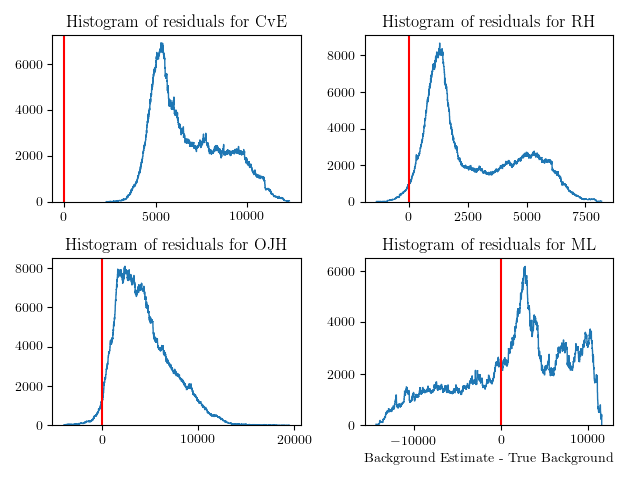 Histogram of residuals for CvE
6000
4000
2000
0
0 5000 10000
Histogram of residuals for RH
8000
6000
4000
2000
0
0 2500 5000 7500
Histogram of residuals for OJH
8000
6000
4000
2000
0
0 10000 20000
Histogram of residuals for ML
6000
4000
2000
0
−10000 0 10000
Background Estimate - True Background